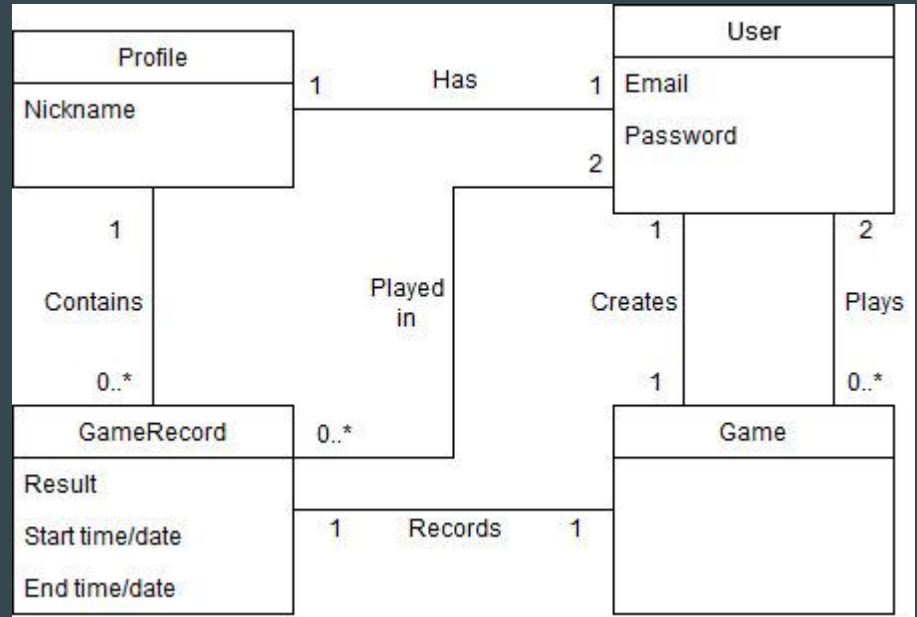 Profile
Nickname
User
Email
Password
1
Has
1
2
1
Contains
0..*
Played
in
1
Creates
1
2
Plays
0..*
GameRecord
Result
Start time/date
End time/date
0..*
1
Records
1
Game